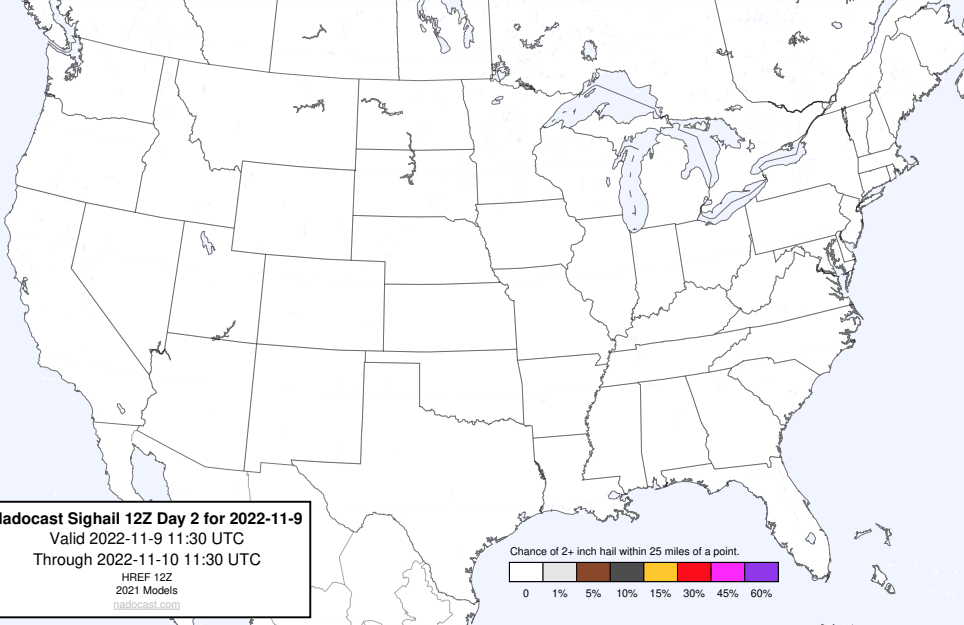 adocast Sighail 12Z Day 2 for 2022-11-9
Valid 2022-11-9 11:30 UTC
Through 2022-11-10 11:30 UTC
HREF 12Z
2021 Models
nadocast.com
Chance of 2+ inch hail within 25 miles of a point.
0 1% 5% 10% 15% 30% 45% 60%